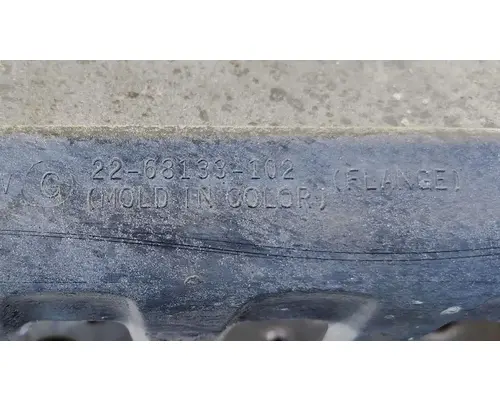 © 22-68133-102 (FLANGE)
(MOLD IN COLOR)